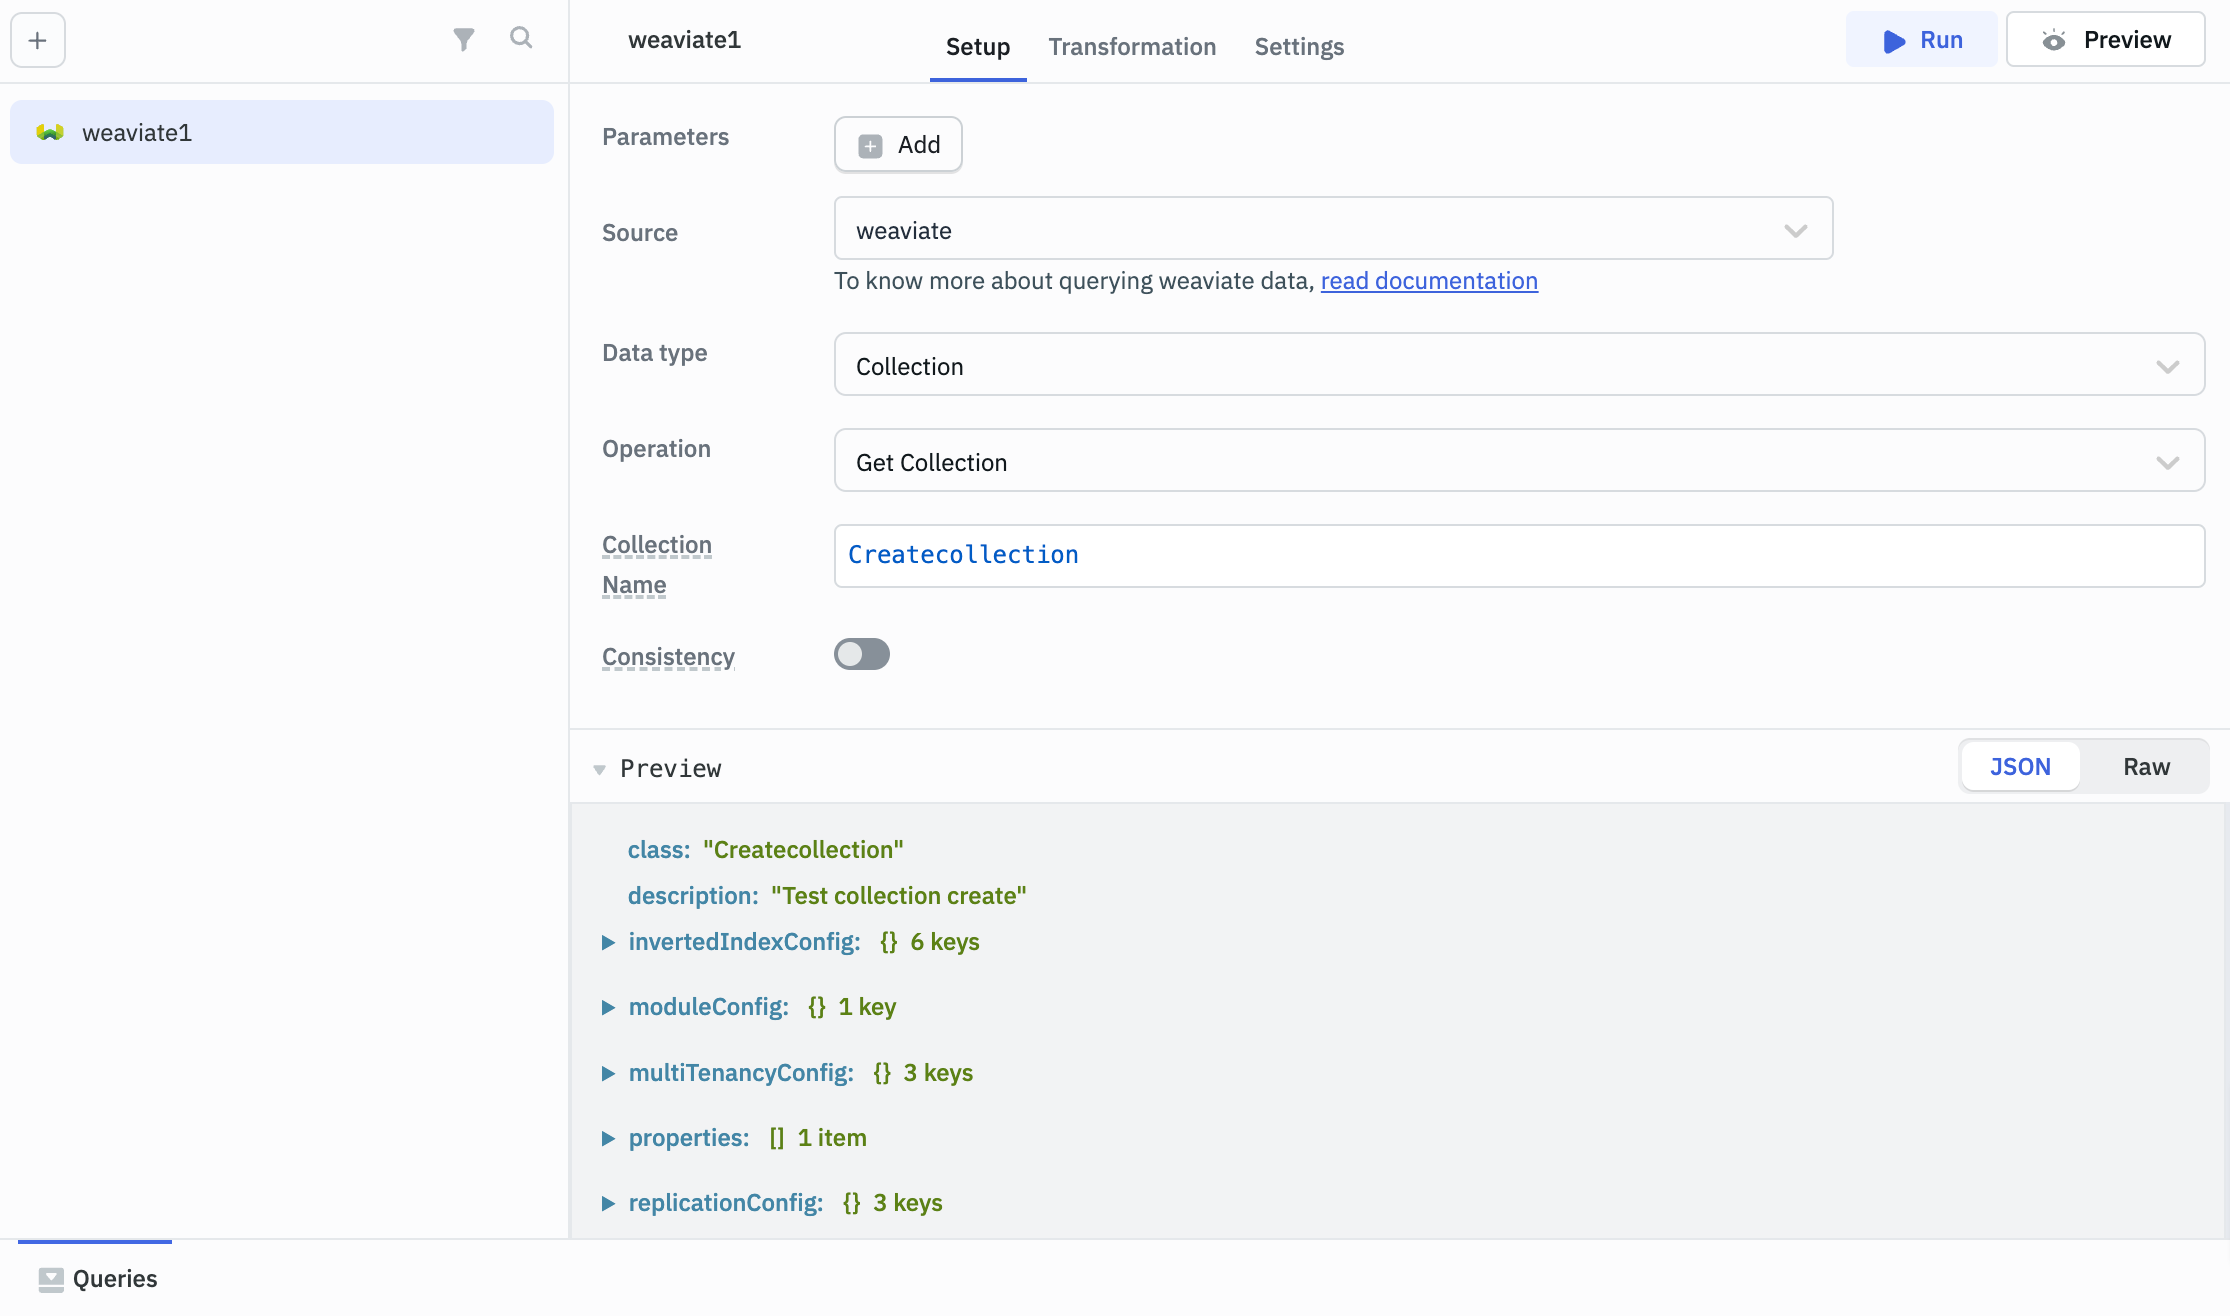 weaviate1
Setup
Transformation
Settings
Run
Preview
weaviate1
Parameters
Add
Source
weaviate
To know more about querying weaviate data, read documentation
Data type
Collection
Operation
Get Collection
Collection
Name
Createcollection
Consistency
Preview
JSON
Raw
class: "Createcollection"
description: "Test collection create"
invertedIndexConfig: {} 6 keys
moduleConfig: {} 1 key
multiTenancyConfig: {} 3 keys
properties: [] 1 item
replicationConfig: {} 3 keys
Queries